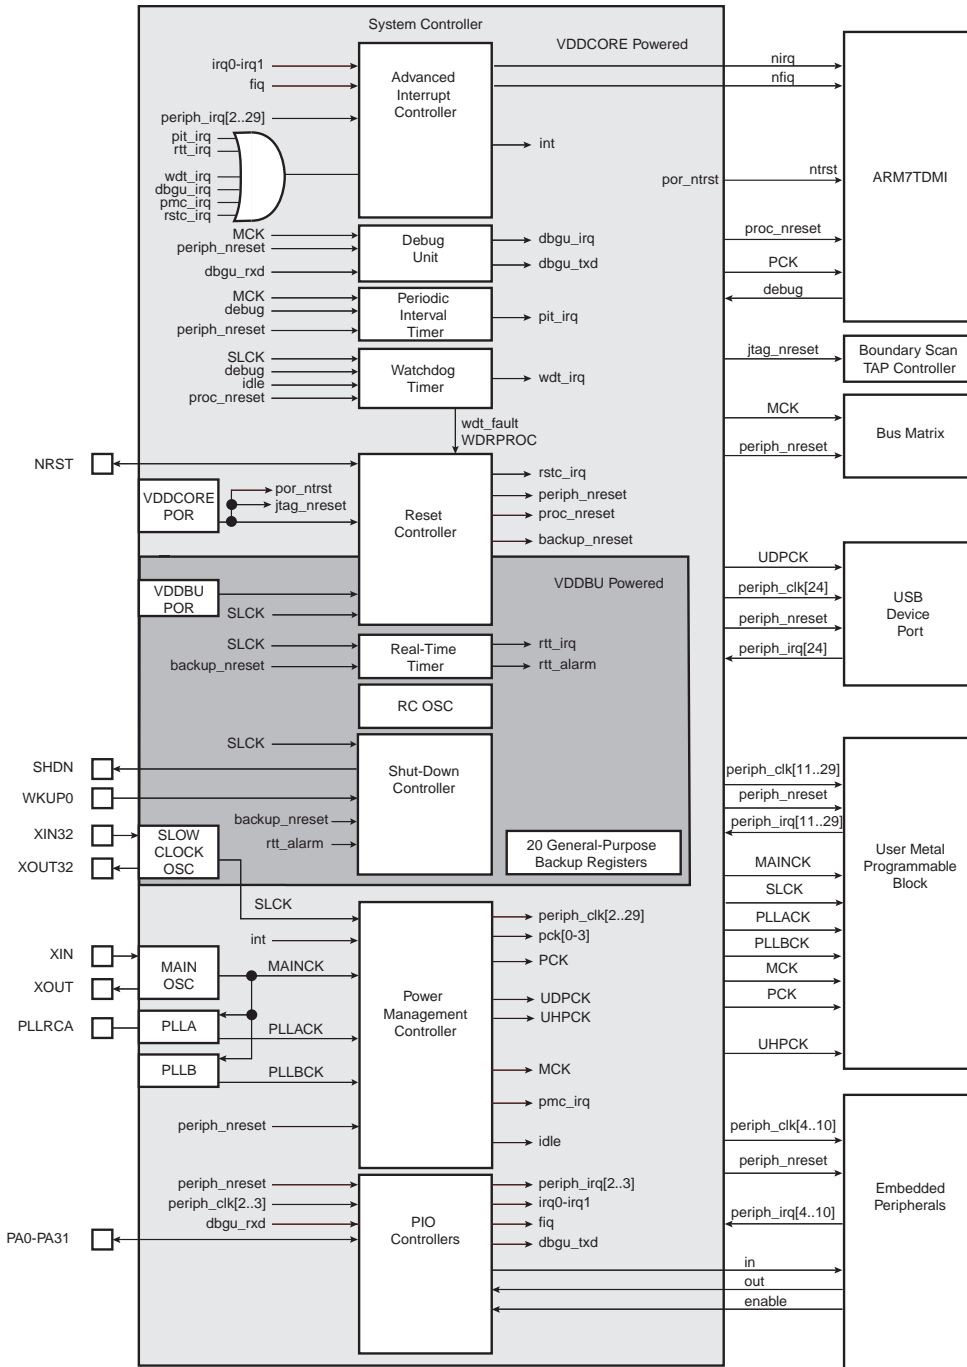 System Controller
VDDCORE Powered
irq0-irq1
fiq
periph_irq[2..29]
pit_irq
rtt_irq
wdt_irq
dbgu_irq
pmc_irq
rstc_irq
Advanced
Interrupt
Controller
int
nirq
nfiq
por_ntrst
ntrst
ARM7TDMI
proc_nreset
PCK
debug
MCK
periph_nreset
dbgu_rxd
Debug
Unit
dbgu_irq
dbgu_txd
MCK
debug
periph_nreset
Periodic
Interval
Timer
pit_irq
SLCK
debug
idle
proc_nreset
Watchdog
Timer
wdt_irq
wdt_fault
WDRPROC
jtag_nreset
Boundary Scan
TAP Controller
MCK
periph_nreset
Bus Matrix
NRST
VDDCORE
POR
por_ntrst
jtag_nreset
Reset
Controller
rstc_irq
periph_nreset
proc_nreset
backup_nreset
VDDBU Powered
VDDBU
POR
SLCK
UDPCK
periph_clk[24]
periph_nreset
periph_irq[24]
USB
Device
Port
SLCK
backup_nreset
Real-Time
Timer
rtt_irq
rtt_alarm
RC OSC
SLCK
SHDN
WKUP0
backup_nreset
rtt_alarm
Shut-Down
Controller
20 General-Purpose
Backup Registers
XIN32
XOUT32
SLOW
CLOCK
OSC
SLCK
periph_clk[11..29]
periph_nreset
periph_irq[11..29]
MAINCK
SLCK
PLLACK
PLLBCK
MCK
PCK
UHPCK
User Metal
Programmable
Block
int
XIN
XOUT
MAIN
OSC
MAINCK
PLLRCA
PLLA
PLLACK
PLLB
PLLBCK
periph_nreset
Power
Management
Controller
periph_clk[2..29]
pck[0-3]
PCK
UDPCK
UHPCK
MCK
pmc_irq
idle
periph_nreset
periph_clk[2..3]
dbgu_rxd
PA0-PA31
PIO
Controllers
periph_irq[2..3]
irq0-irq1
fiq
dbgu_txd
periph_clk[4..10]
periph_nreset
periph_irq[4..10]
in
out
enable
Embedded
Peripherals